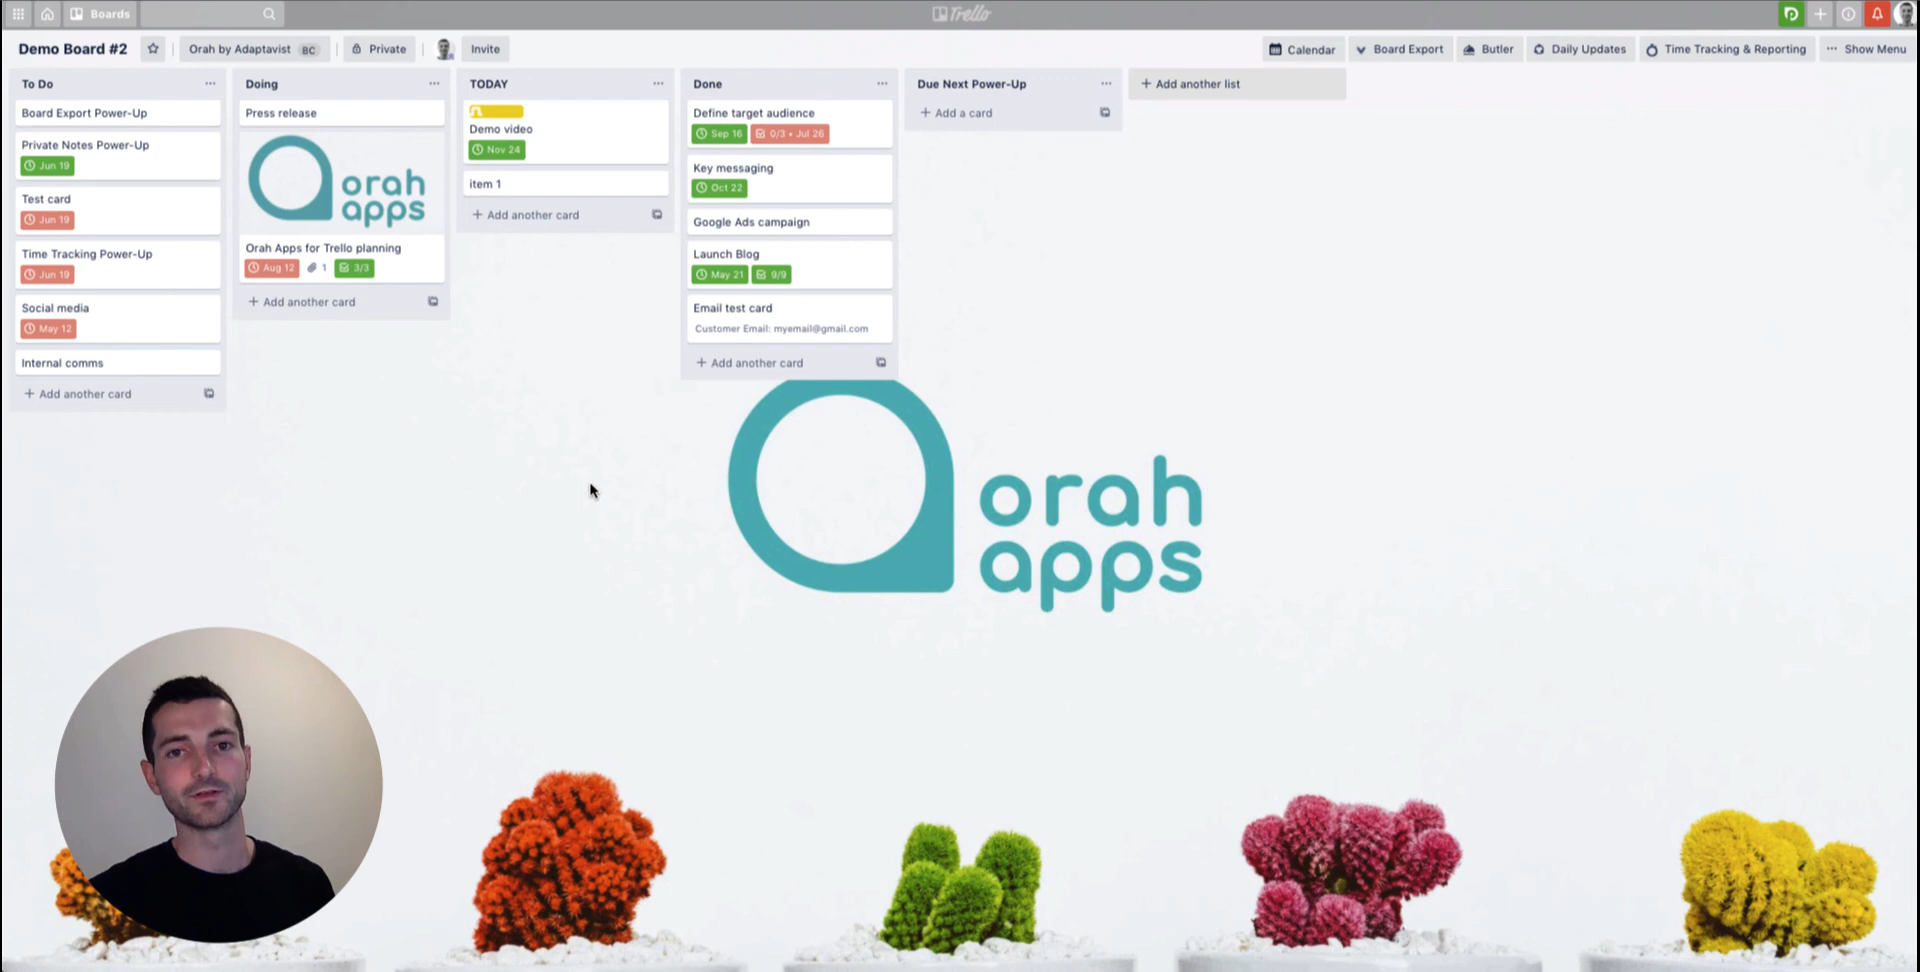 Boards
Trello
Demo Board #2
Orah by Adaptavist BC
Private
Invite
Calendar
Board Export
Butler
Daily Updates
Time Tracking & Reporting
... Show Menu
To Do
...
Board Export Power-Up
Private Notes Power-Up
Jun 19
Test card
Jun 19
Time Tracking Power-Up
Jun 19
Social media
May 12
Internal comms
+ Add another card
Doing
...
Press release
orah
apps
Orah Apps for Trello planning
Aug 12 1 3/3
+ Add another card
TODAY
...
Demo video
Nov 24
item 1
+ Add another card
Done
...
Define target audience
Sep 16 0/3 • Jul 26
Key messaging
Oct 22
Google Ads campaign
Launch Blog
May 21 9/9
Email test card
Customer Email: myemail@gmail.com
+ Add another card
Due Next Power-Up
...
+ Add a card
+ Add another list
orah
apps